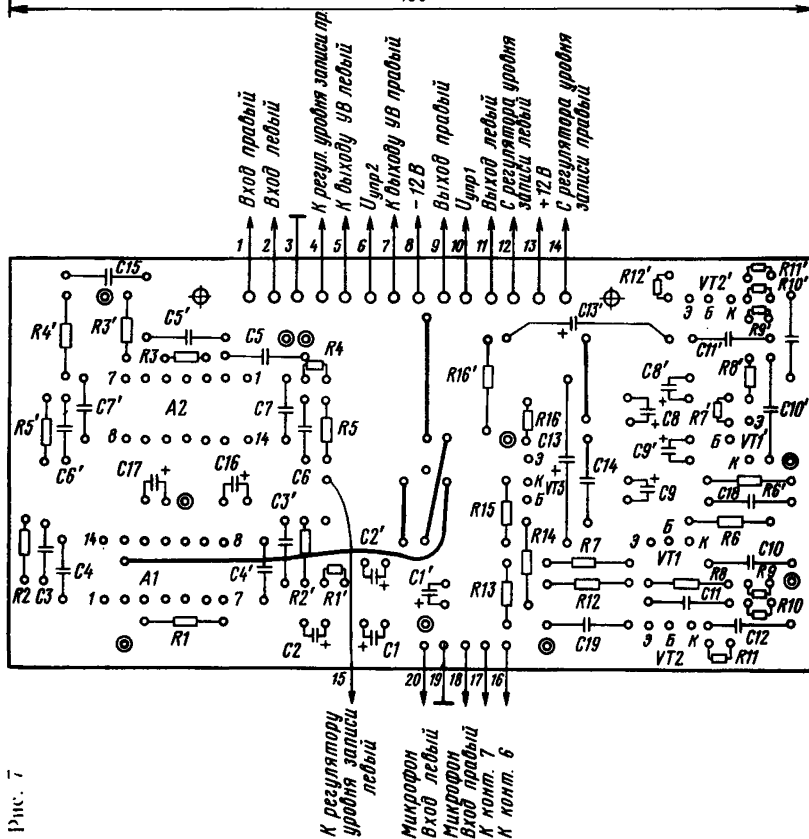 Вход правый
Вход левый
К регул. уровня записи пр.
К выходу УВ левый
Uупр2
К выходу УВ правый
-12В
Выход правый
Uупр1
Выход левый
С регулятора уровня
записи левый
+12В
С регулятора уровня
записи правый
1 2 3 4 5 6 7 8 9 10 11 12 13 14
C15
R12'
VT2'
R11'
R10'
Э Б К
R9'
R4'
R3'
C5'
C5
R3
R4
C13'
+
C11'
R16'
C8'
+
R8'
7
1
A2
C7'
C7
R5'
C6'
8
14
C6
R5
R16
C13
+
C8
+
R7'
Э
Б
VT1'
К
C10'
C9'
+
C17
+
C16
+
Э
К
VT3
Б
C14
C9
+
R6'
C18
R15
R14
Б
R6
Э
К
VT1
14
8
C3'
C2'
+
R2
C3
C4
A1
C4'
R2'
R1'
C1'
+
R7
C10
R8
R9
1
7
R13
R12
C11
R10
R1
C2
+
C1
+
C19
Э Б К
C12
VT2
R11
15
20
19
18
17
16
К регулятору
уровня записи
левый
Микрофон
Вход левый
Микрофон
Вход правый
К конт. 7
К конт. 6
Рис. 7